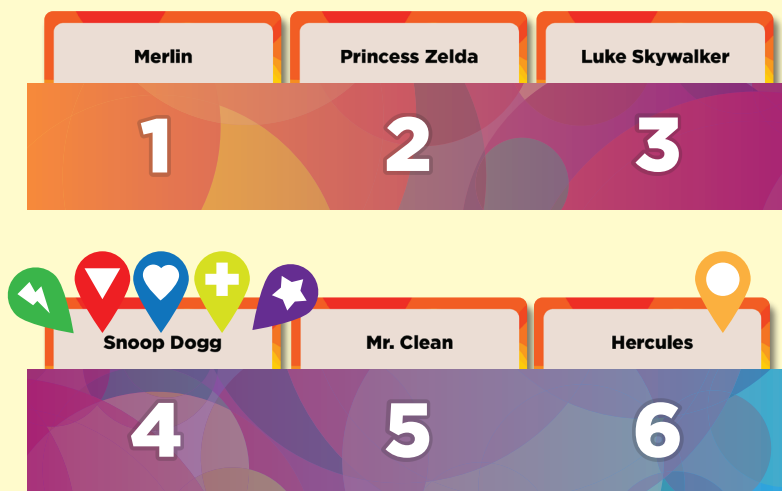 Merlin Princess Zelda Luke Skywalker
1 2 3
Snoop Dogg Mr. Clean Hercules
4 5 6